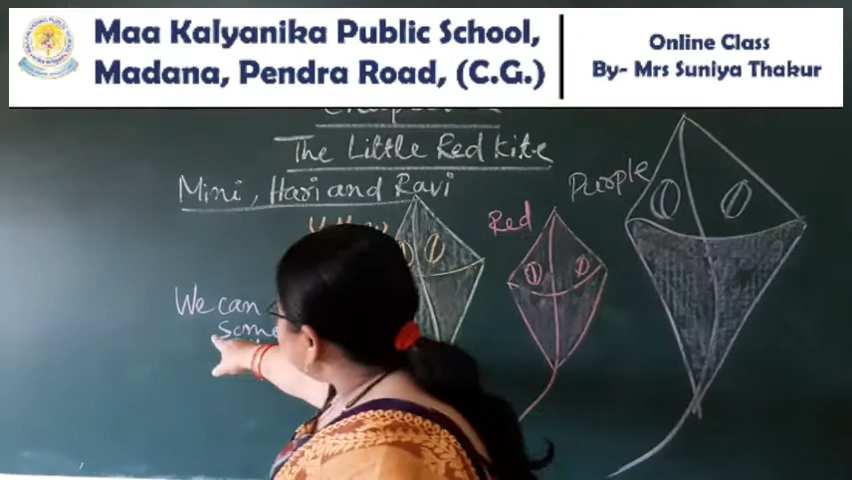 Maa Kalyanika Public School,
Madana, Pendra Road, (C.G.)
Online Class
By- Mrs Suniya Thakur
The Little Red Kite
Mini, Hari and Ravi
Purple
Red
We can